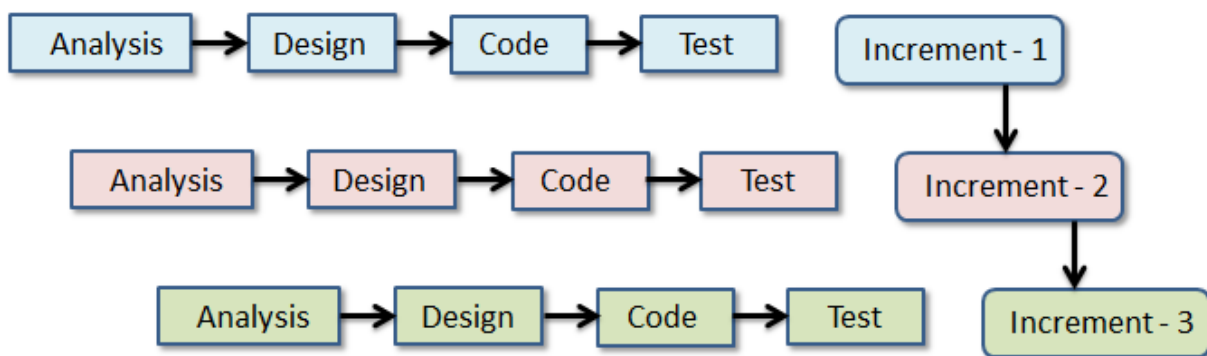 Analysis Design Code Test Increment - 1
Analysis Design Code Test Increment - 2
Analysis Design Code Test Increment - 3